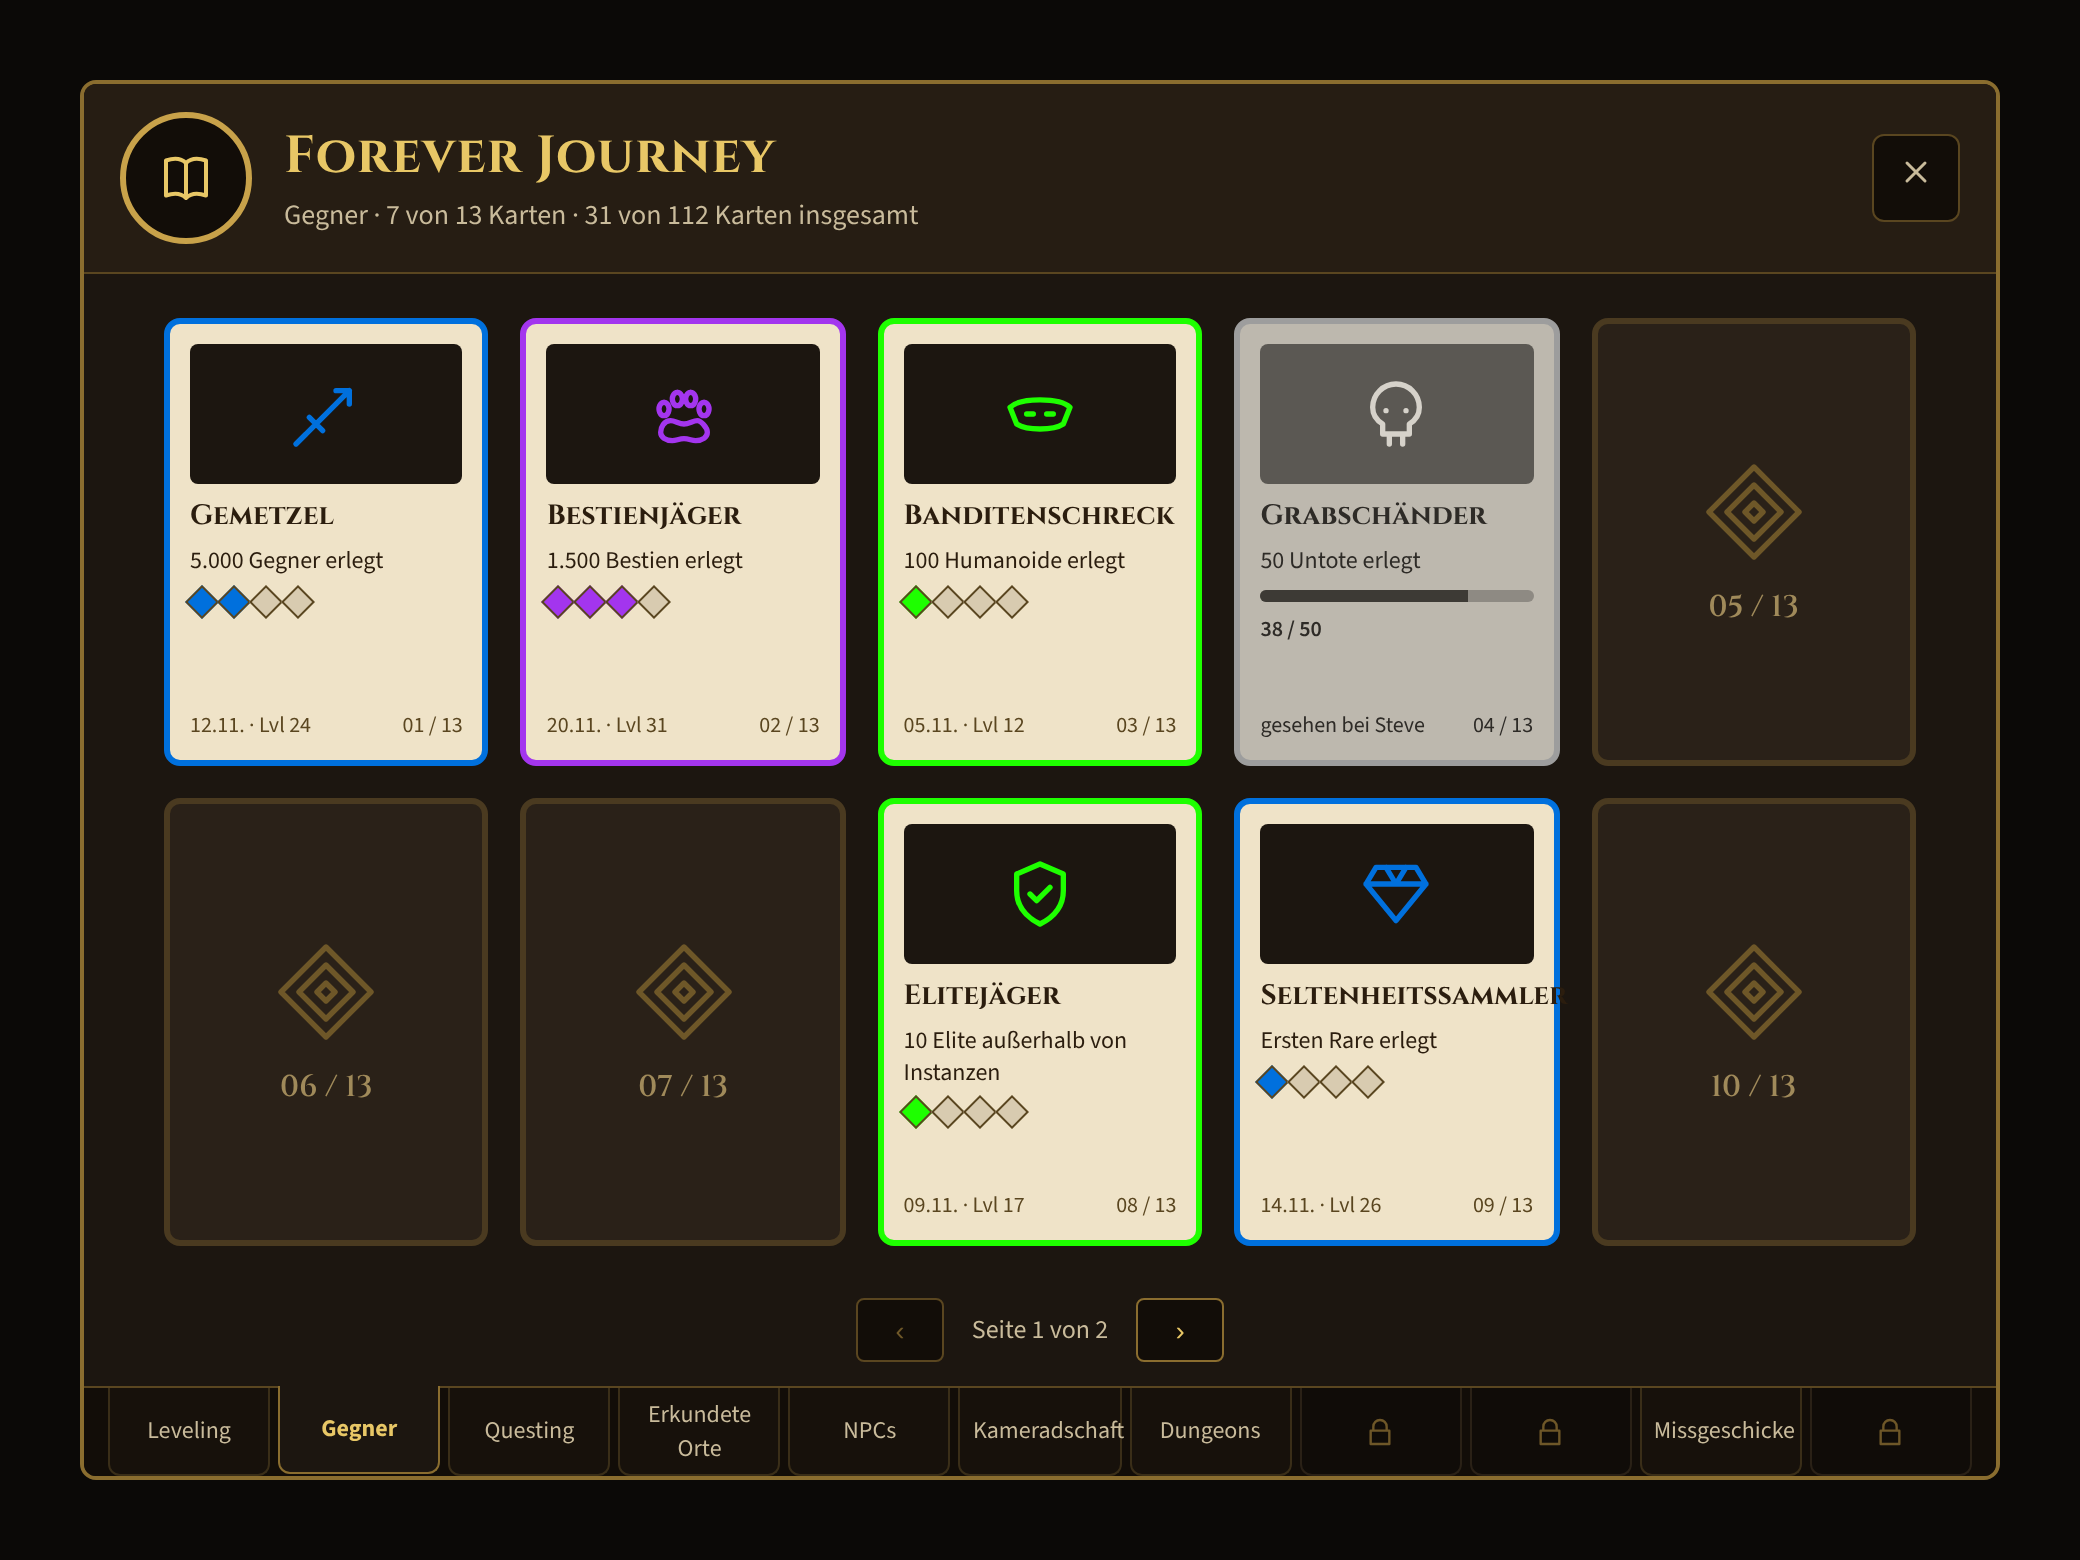 Forever Journey
Gegner · 7 von 13 Karten · 31 von 112 Karten insgesamt
Gemetzel
5.000 Gegner erlegt
12.11. · Lvl 24
01 / 13
Bestienjäger
1.500 Bestien erlegt
20.11. · Lvl 31
02 / 13
Banditenschreck
100 Humanoide erlegt
05.11. · Lvl 12
03 / 13
Grabschänder
50 Untote erlegt
38 / 50
gesehen bei Steve
04 / 13
05 / 13
06 / 13
07 / 13
Elitejäger
10 Elite außerhalb von
Instanzen
09.11. · Lvl 17
08 / 13
Seltenheitssammler
Ersten Rare erlegt
14.11. · Lvl 26
09 / 13
10 / 13
‹ Seite 1 von 2 ›
Leveling
Gegner
Questing
Erkundete
Orte
NPCs
Kameradschaft
Dungeons
Missgeschicke